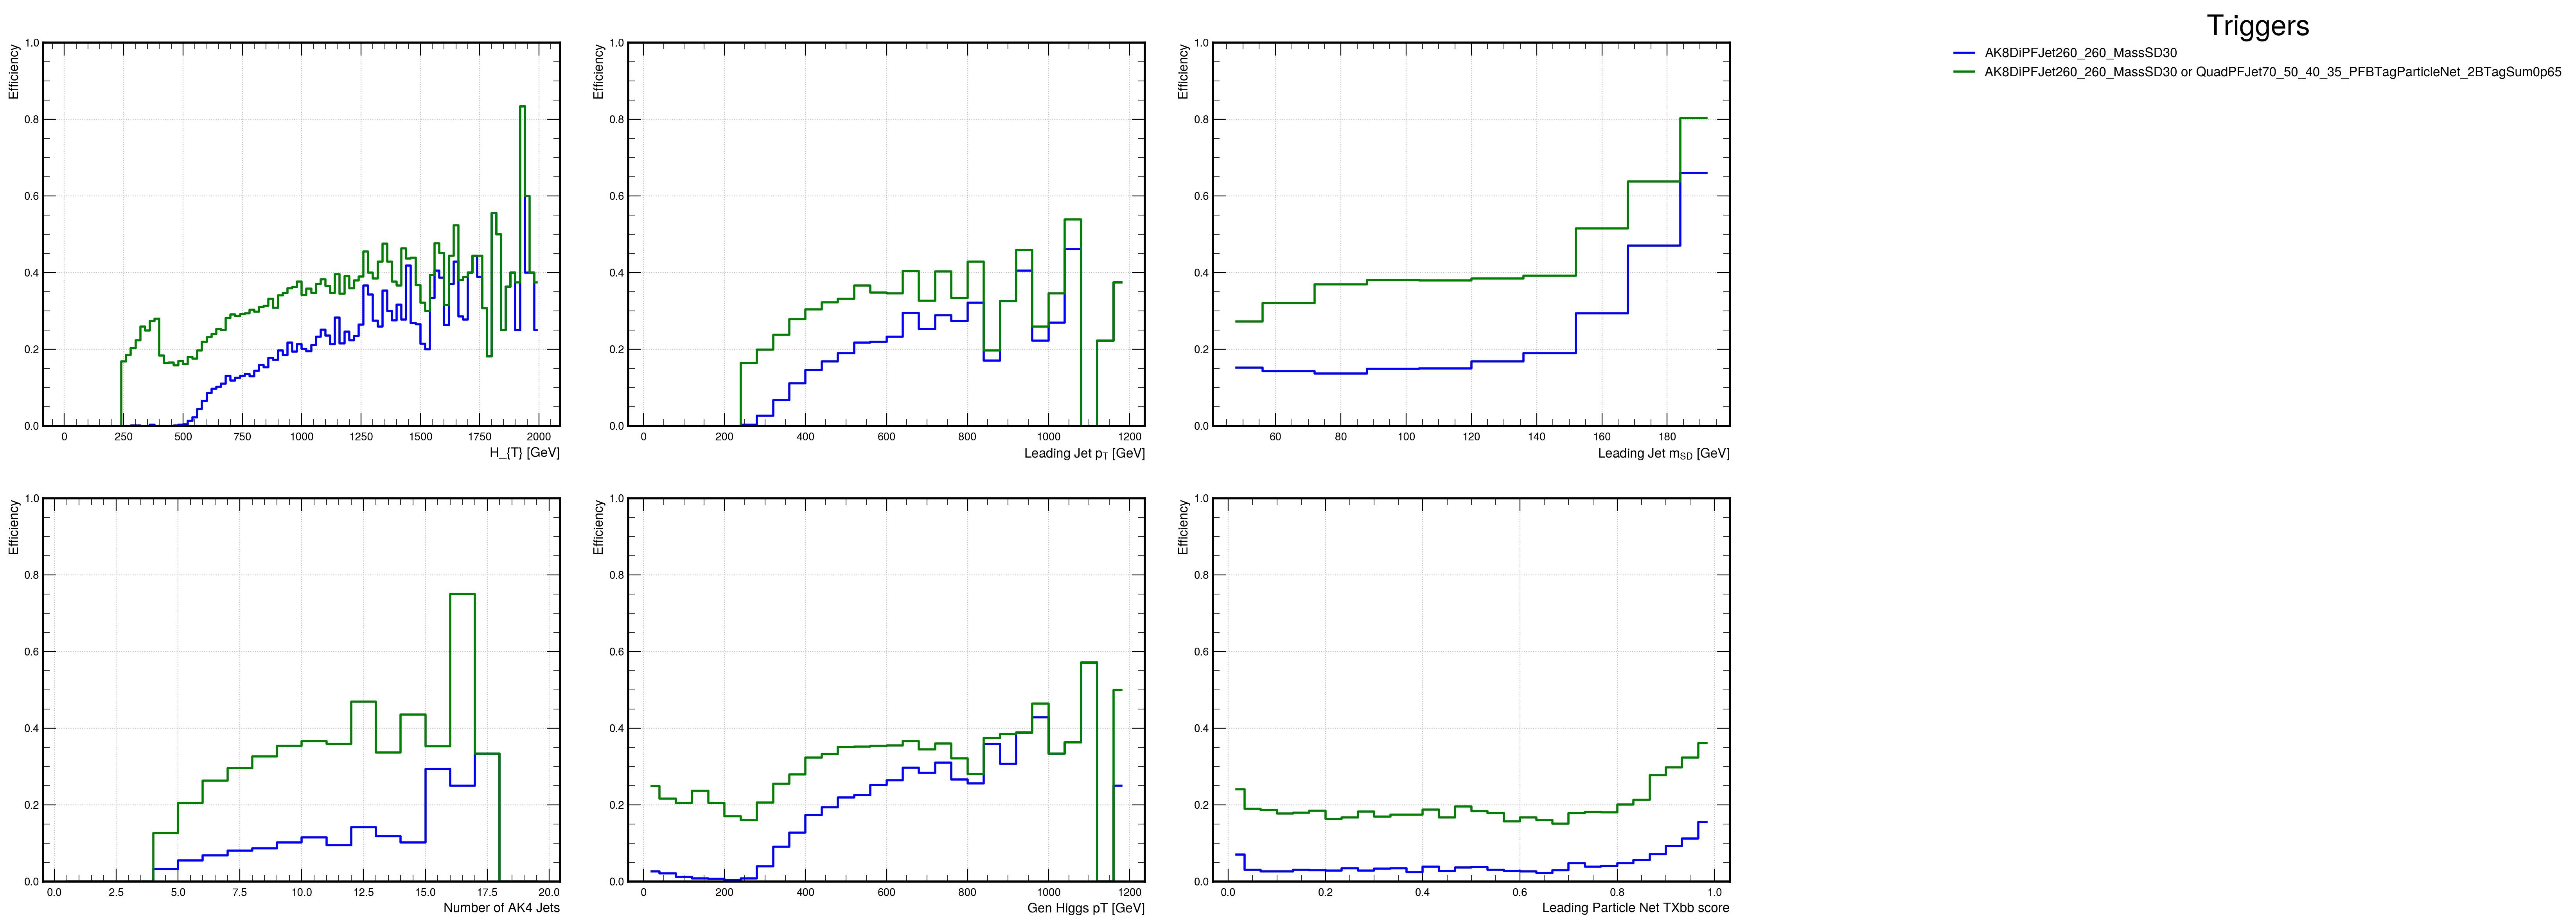 Triggers
AK8DiPFJet260_260_MassSD30
AK8DiPFJet260_260_MassSD30 or QuadPFJet70_50_40_35_PFBTagParticleNet_2BTagSum0p65
Efficiency
1.0
0.8
0.6
0.4
0.2
0.0
0 250 500 750 1000 1250 1500 1750 2000
H_{T} [GeV]
Efficiency
1.0
0.8
0.6
0.4
0.2
0.0
0 200 400 600 800 1000 1200
Leading Jet pT [GeV]
Efficiency
1.0
0.8
0.6
0.4
0.2
0.0
60 80 100 120 140 160 180
Leading Jet mSD [GeV]
Efficiency
1.0
0.8
0.6
0.4
0.2
0.0
0.0 2.5 5.0 7.5 10.0 12.5 15.0 17.5 20.0
Number of AK4 Jets
Efficiency
1.0
0.8
0.6
0.4
0.2
0.0
0 200 400 600 800 1000 1200
Gen Higgs pT [GeV]
Efficiency
1.0
0.8
0.6
0.4
0.2
0.0
0.0 0.2 0.4 0.6 0.8 1.0
Leading Particle Net TXbb score